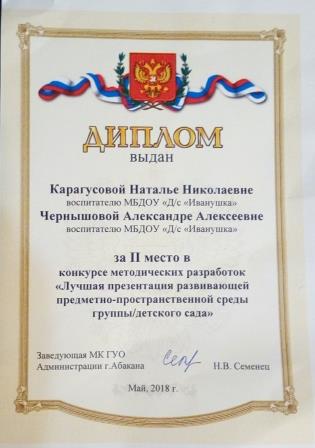 ДИПЛОМ
выдан
Карагусовой Наталье Николаевне
воспитателю МБДОУ «Д/с «Иванушка»
Чернышовой Александре Алексеевне
воспитателю МБДОУ «Д/с «Иванушка»
за II место в
конкурсе методических разработок
«Лучшая презентация развивающей
предметно-пространственной среды
группы/детского сада»
Заведующая МК ГУО
Администрации г.Абакана Н.В. Семенец
Май, 2018 г.